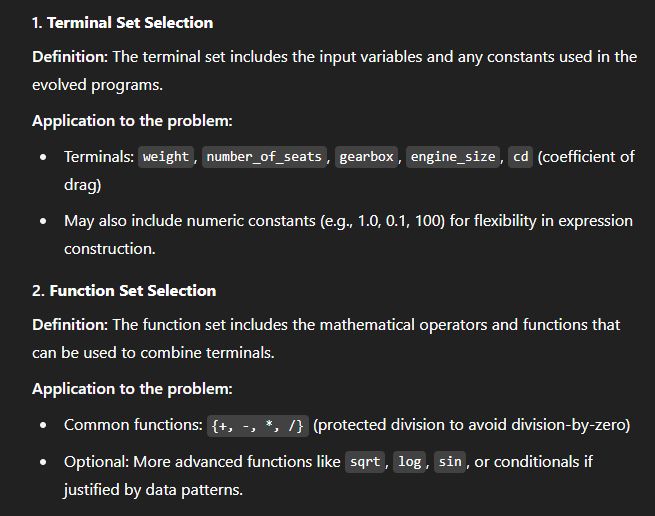 1. Terminal Set Selection
Definition: The terminal set includes the input variables and any constants used in the
evolved programs.
Application to the problem:
• Terminals: weight, number_of_seats, gearbox, engine_size, cd (coefficient of
drag)
• May also include numeric constants (e.g., 1.0, 0.1, 100) for flexibility in expression
construction.
2. Function Set Selection
Definition: The function set includes the mathematical operators and functions that
can be used to combine terminals.
Application to the problem:
• Common functions: {+, -, *, /} (protected division to avoid division-by-zero)
• Optional: More advanced functions like sqrt, log, sin, or conditionals if
justified by data patterns.